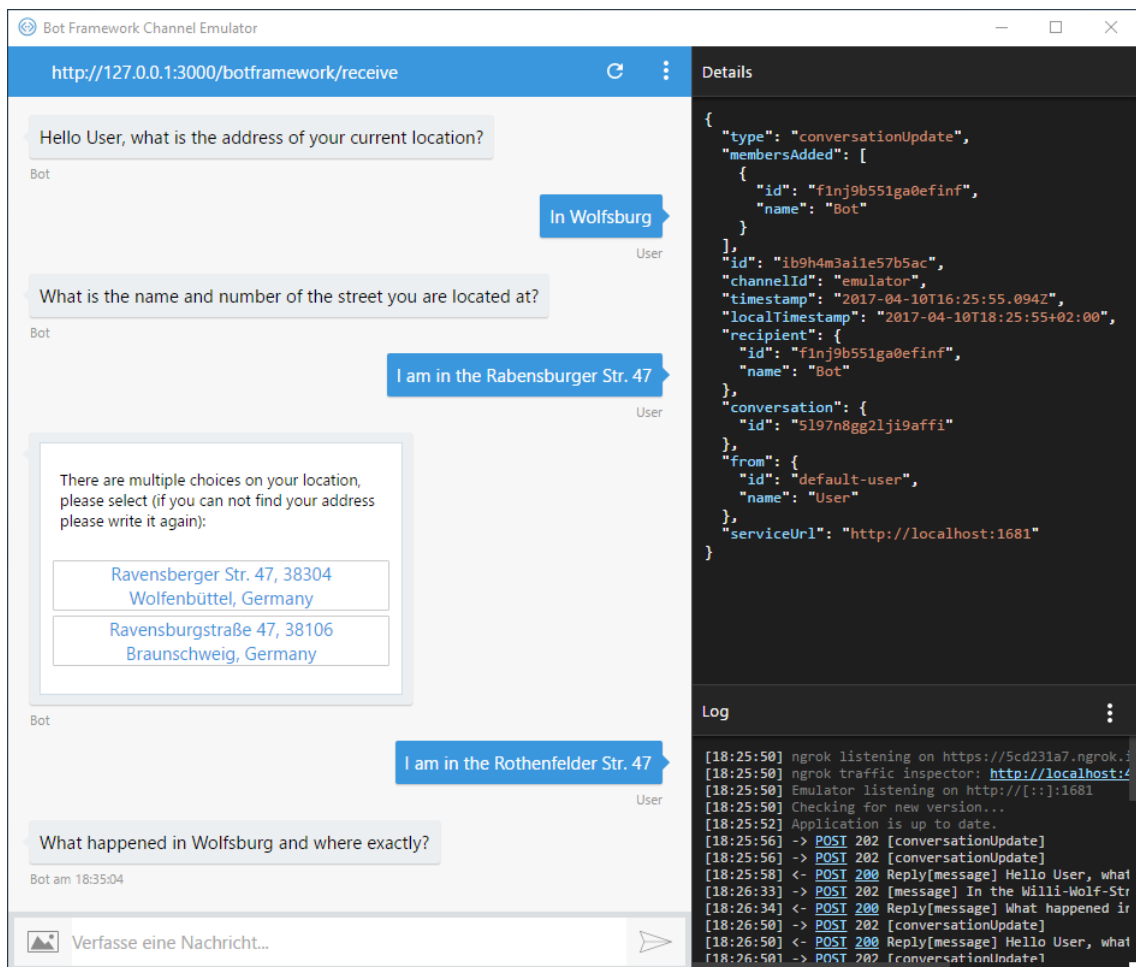 Bot Framework Channel Emulator
http://127.0.0.1:3000/botframework/receive
Hello User, what is the address of your current location?
Bot
In Wolfsburg
User
What is the name and number of the street you are located at?
Bot
I am in the Rabensburger Str. 47
User
There are multiple choices on your location,
please select (if you can not find your address
please write it again):
Ravensberger Str. 47, 38304
Wolfenbüttel, Germany
Ravensburgstraße 47, 38106
Braunschweig, Germany
Bot
I am in the Rothenfelder Str. 47
User
What happened in Wolfsburg and where exactly?
Bot am 18:35:04
Verfasse eine Nachricht...
Details
{
"type": "conversationUpdate",
"membersAdded": [
{
"id": "f1nj9b551ga0efinf",
"name": "Bot"
}
],
"id": "ib9h4m3ai1e57b5ac",
"channelId": "emulator",
"timestamp": "2017-04-10T16:25:55.094Z",
"localTimestamp": "2017-04-10T18:25:55+02:00",
"recipient": {
"id": "f1nj9b551ga0efinf",
"name": "Bot"
},
"conversation": {
"id": "5l97n8gg2lji9affi"
},
"from": {
"id": "default-user",
"name": "User"
},
"serviceUrl": "http://localhost:1681"
}
Log
[18:25:50] ngrok listening on https://5cd231a7.ngrok.i
[18:25:50] ngrok traffic inspector: http://localhost:4
[18:25:50] Emulator listening on http://[::]:1681
[18:25:50] Checking for new version...
[18:25:52] Application is up to date.
[18:25:56] -> POST 202 [conversationUpdate]
[18:25:56] -> POST 202 [conversationUpdate]
[18:25:58] <- POST 200 Reply[message] Hello User, what
[18:26:33] -> POST 202 [message] In the Willi-Wolf-Str
[18:26:34] <- POST 200 Reply[message] What happened in
[18:26:50] -> POST 202 [conversationUpdate]
[18:26:50] <- POST 200 Reply[message] Hello User, what
[18:26:50] -> POST 202 [conversationUpdate]